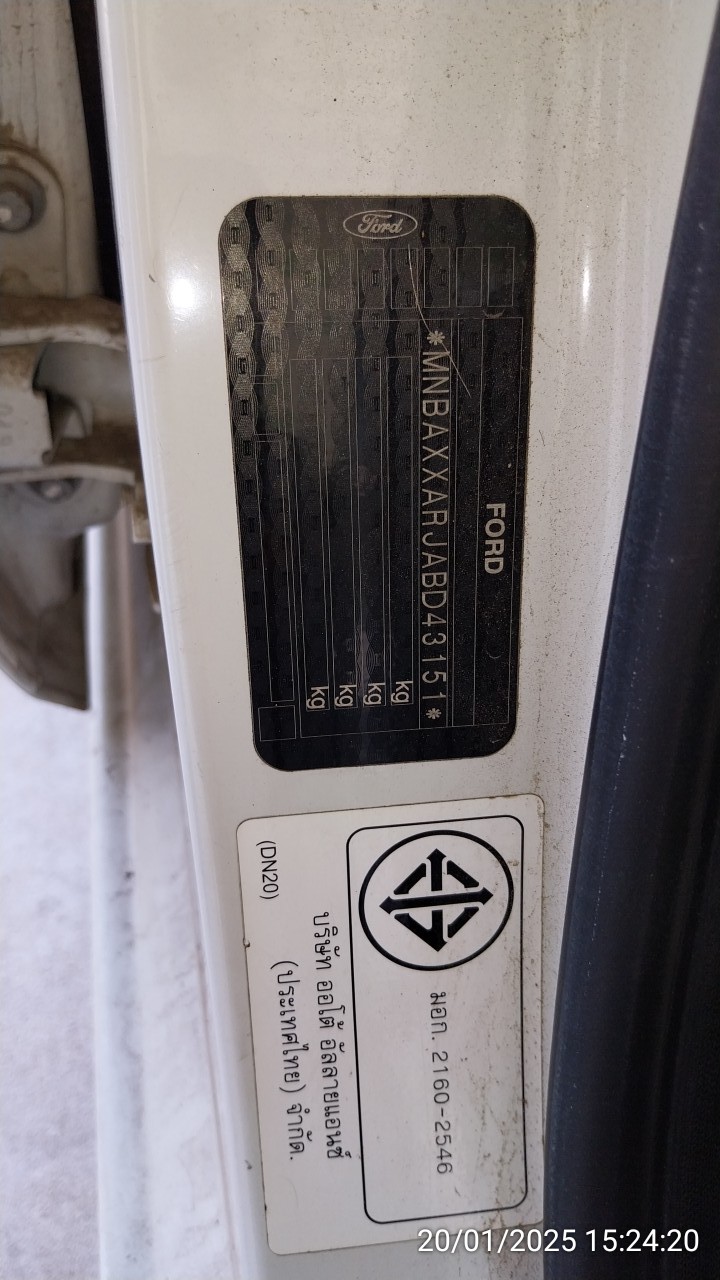 Ford
FORD
*MNBAXXARJABD43151*
kg
kg
kg
kg
มอก. 2160-2546
บริษัท ออโต้ อัลลายแอนซ์
(ประเทศไทย) จำกัด.
(DN20)
20/01/2025 15:24:20